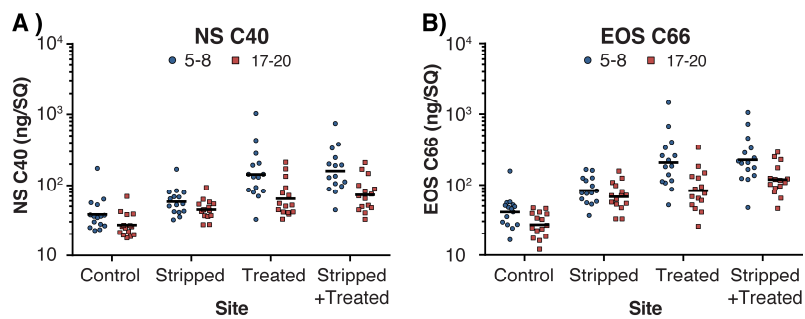 A )
NS C40
5-8 17-20
NS C40 (ng/SQ)
10⁴
10³
10²
10
Control Stripped Treated Stripped
+Treated
Site
B)
EOS C66
5-8 17-20
EOS C66 (ng/SQ)
10⁴
10³
10²
10
Control Stripped Treated Stripped
+Treated
Site